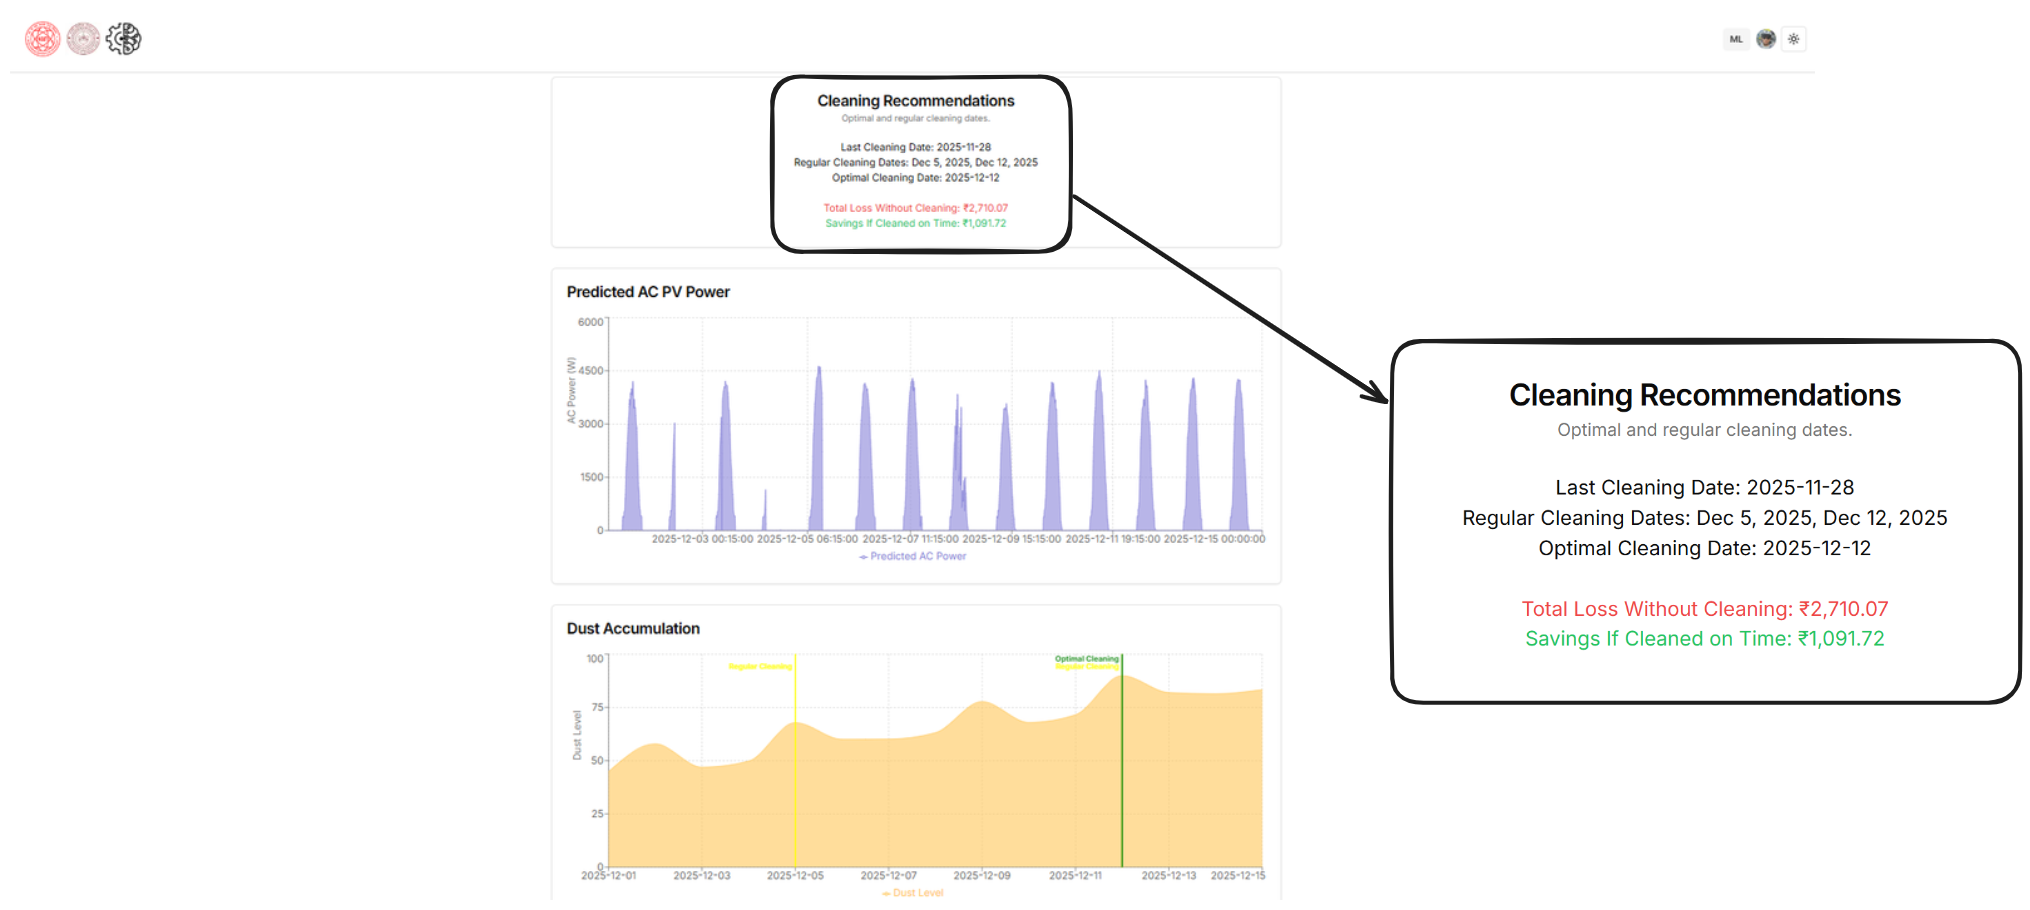 ML
Cleaning Recommendations
Optimal and regular cleaning dates.
Last Cleaning Date: 2025-11-28
Regular Cleaning Dates: Dec 5, 2025, Dec 12, 2025
Optimal Cleaning Date: 2025-12-12
Total Loss Without Cleaning: ₹2,710.07
Savings If Cleaned on Time: ₹1,091.72
Predicted AC PV Power
6000
4500
3000
1500
0
AC Power (W)
2025-12-03 00:15:00 2025-12-05 06:15:00 2025-12-07 11:15:00 2025-12-09 15:15:00 2025-12-11 19:15:00 2025-12-15 00:00:00
Predicted AC Power
Cleaning Recommendations
Optimal and regular cleaning dates.
Last Cleaning Date: 2025-11-28
Regular Cleaning Dates: Dec 5, 2025, Dec 12, 2025
Optimal Cleaning Date: 2025-12-12
Total Loss Without Cleaning: ₹2,710.07
Savings If Cleaned on Time: ₹1,091.72
Dust Accumulation
100
75
50
25
0
Dust Level
Regular Cleaning
Optimal Cleaning
Regular Cleaning
2025-12-01 2025-12-03 2025-12-05 2025-12-07 2025-12-09 2025-12-11 2025-12-13 2025-12-15
Dust Level